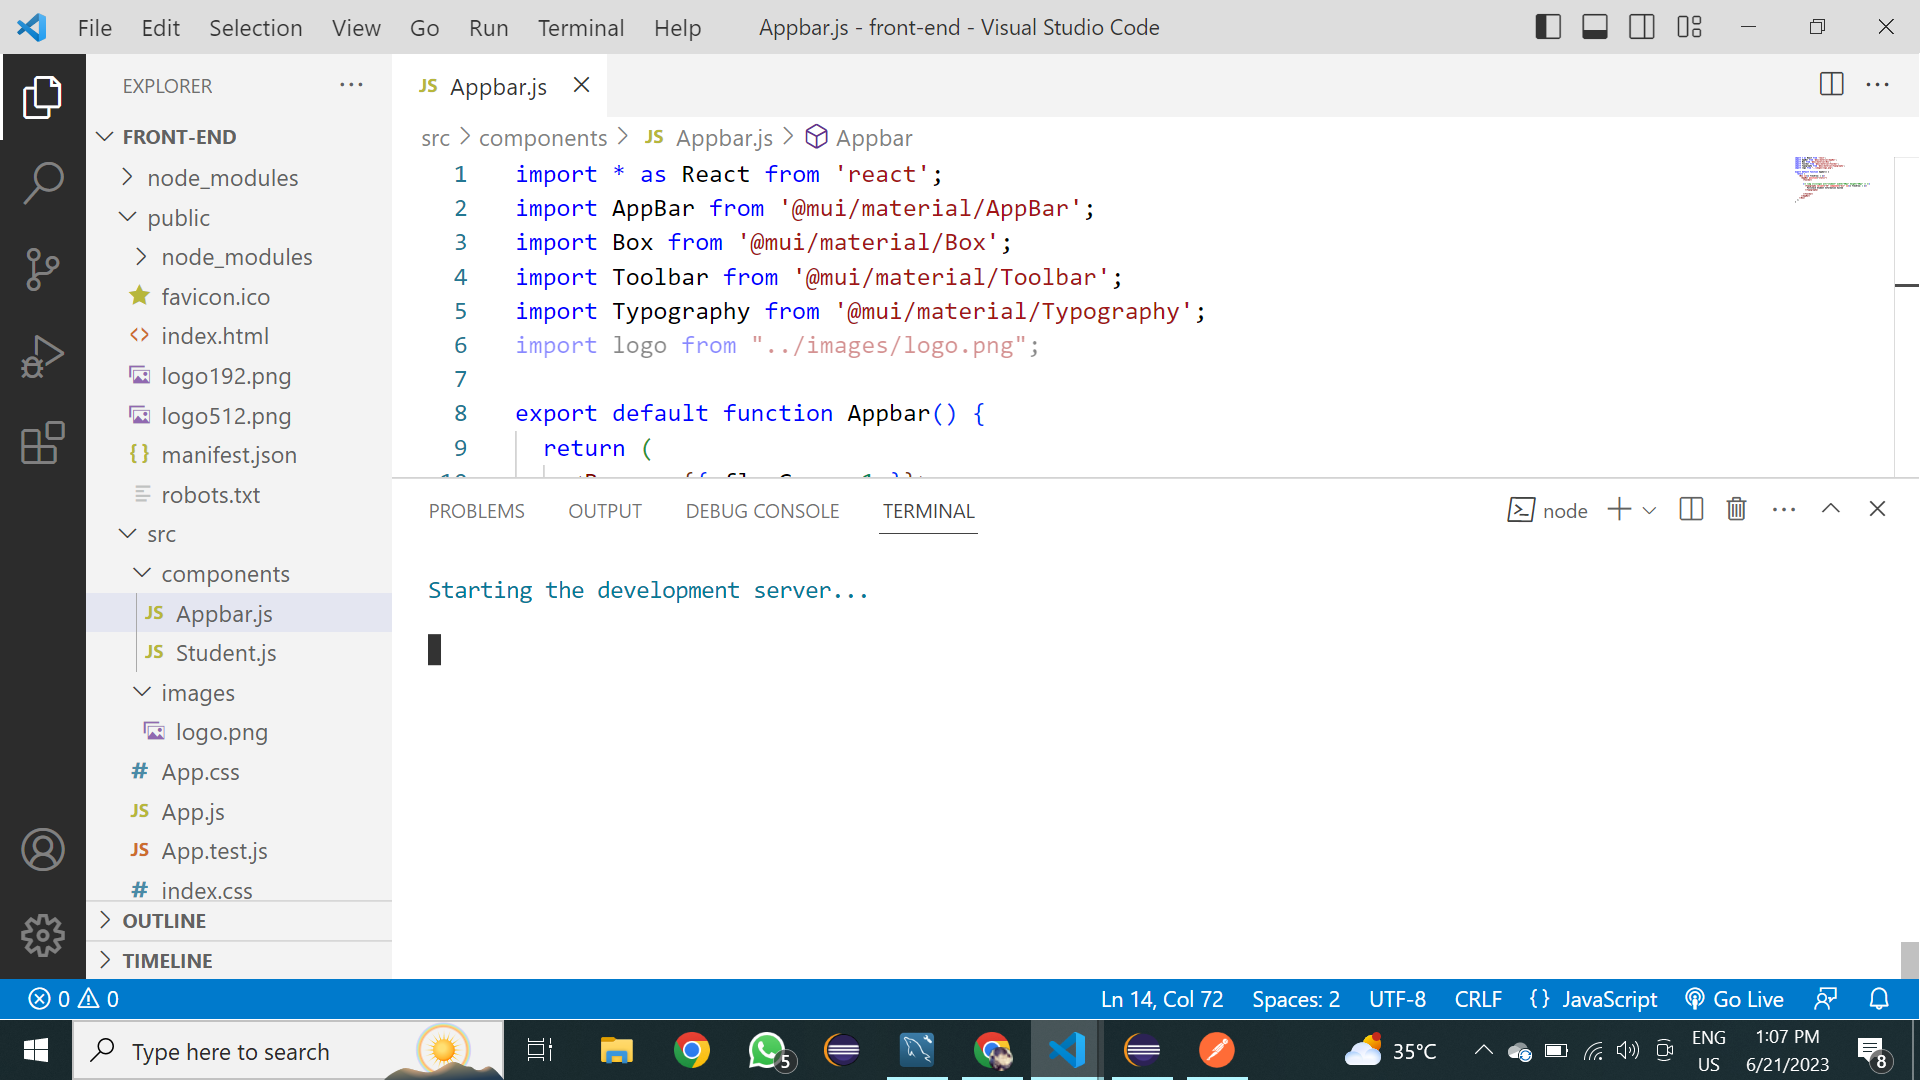 File Edit Selection View Go Run Terminal Help Appbar.js - front-end - Visual Studio Code
EXPLORER
FRONT-END
node_modules
public
node_modules
favicon.ico
index.html
logo192.png
logo512.png
manifest.json
robots.txt
src
components
JS Appbar.js
JS Student.js
images
logo.png
# App.css
JS App.js
JS App.test.js
# index.css
OUTLINE
TIMELINE
JS Appbar.js
src > components > JS Appbar.js > Appbar
1 import * as React from 'react';
2 import AppBar from '@mui/material/AppBar';
3 import Box from '@mui/material/Box';
4 import Toolbar from '@mui/material/Toolbar';
5 import Typography from '@mui/material/Typography';
6 import logo from "../images/logo.png";
7
8 export default function Appbar() {
9 return (
PROBLEMS OUTPUT DEBUG CONSOLE TERMINAL node
Starting the development server...
0 0 Ln 14, Col 72 Spaces: 2 UTF-8 CRLF {} JavaScript Go Live
Type here to search 5 35°C ENG US 1:07 PM 6/21/2023 8